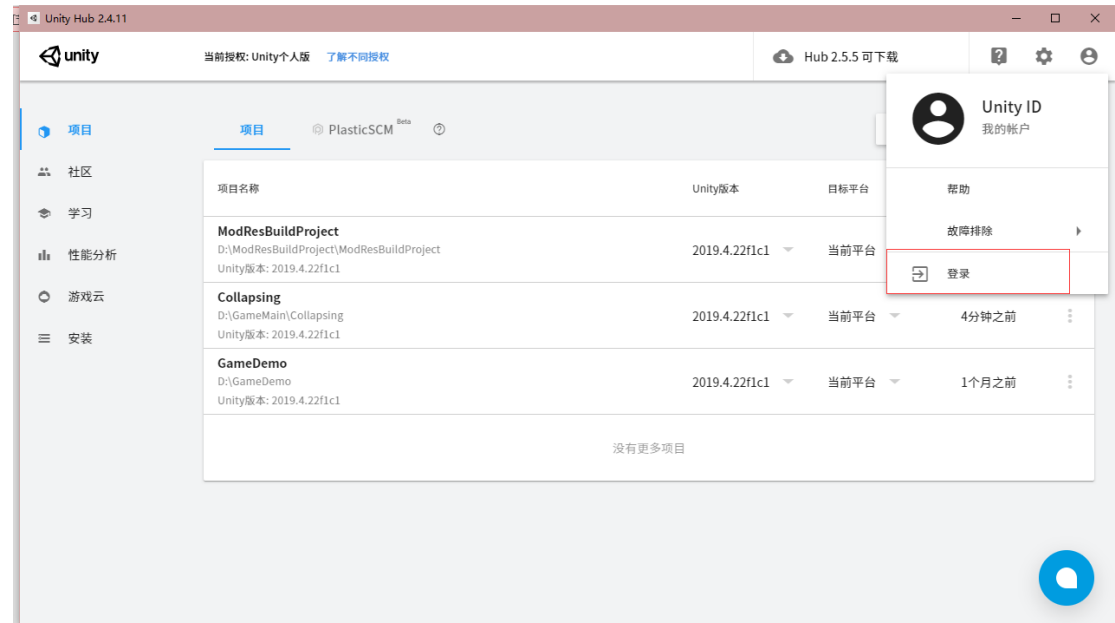 Unity Hub 2.4.11
unity
当前授权: Unity个人版 了解不同授权
Hub 2.5.5 可下载
Unity ID
我的帐户
帮助
故障排除
登录
项目
社区
学习
性能分析
游戏云
安装
项目
PlasticSCM Beta
项目名称 Unity版本 目标平台
ModResBuildProject
D:\ModResBuildProject\ModResBuildProject
Unity版本: 2019.4.22f1c1
2019.4.22f1c1 当前平台
Collapsing
D:\GameMain\Collapsing
Unity版本: 2019.4.22f1c1
2019.4.22f1c1 当前平台 4分钟之前
GameDemo
D:\GameDemo
Unity版本: 2019.4.22f1c1
2019.4.22f1c1 当前平台 1个月之前
没有更多项目